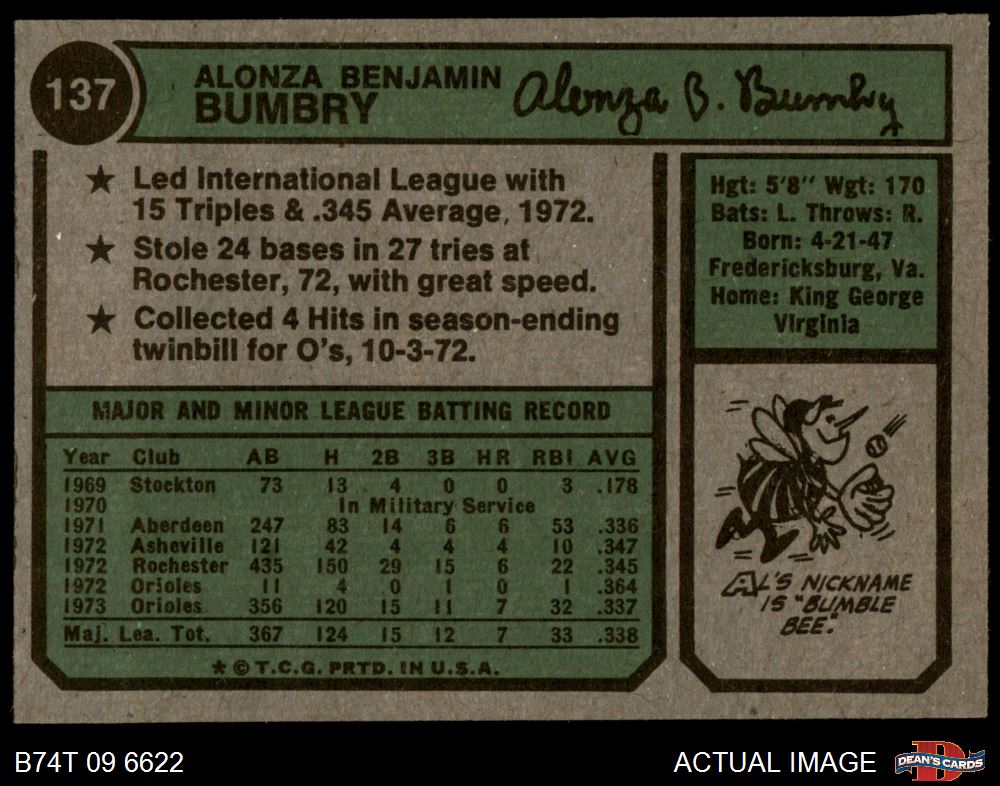 137
ALONZA BENJAMIN
BUMBRY
Alonza B. Bumbry
★ Led International League with
15 Triples & .345 Average, 1972.
★ Stole 24 bases in 27 tries at
Rochester, 72, with great speed.
★ Collected 4 Hits in season-ending
twinbill for O's, 10-3-72.
Hgt: 5'8" Wgt: 170
Bats: L. Throws: R.
Born: 4-21-47
Fredericksburg, Va.
Home: King George
Virginia
MAJOR AND MINOR LEAGUE BATTING RECORD
Year Club AB H 2B 3B HR RBI AVG
1969 Stockton 73 13 4 0 0 3 .178
1970 In Military Service
1971 Aberdeen 247 83 14 6 6 53 .336
1972 Asheville 121 42 4 4 4 10 .347
1972 Rochester 435 150 29 15 6 22 .345
1972 Orioles 11 4 0 1 0 1 .364
1973 Orioles 356 120 15 11 7 32 .337
Maj. Lea. Tot. 367 124 15 12 7 33 .338
★ © T.C.G. PRTD. IN U.S.A.
AL'S NICKNAME
IS "BUMBLE
BEE."
B74T 09 6622
ACTUAL IMAGE
DEAN'S CARDS